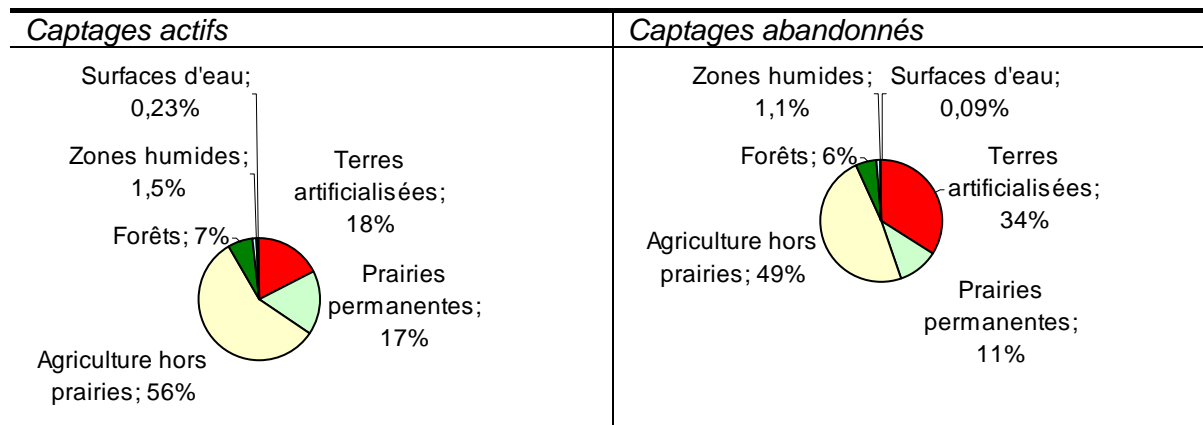 Captages actifs
Surfaces d'eau;
0,23%
Zones humides;
1,5%
Terres
artificialisées;
18%
Forêts; 7%
Prairies
permanentes;
17%
Agriculture hors
prairies; 56%
Captages abandonnés
Zones humides;
1,1%
Surfaces d'eau;
0,09%
Forêts; 6%
Terres
artificialisées;
34%
Agriculture hors
prairies; 49%
Prairies
permanentes;
11%